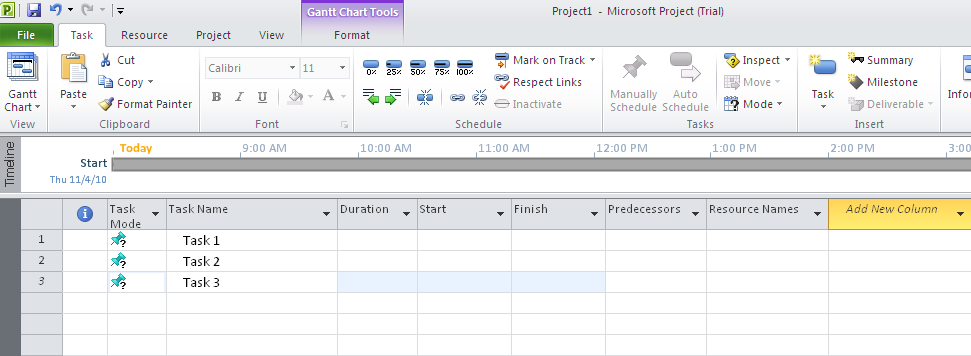 Gantt Chart Tools
Project1 - Microsoft Project (Trial)
File Task Resource Project View Format
Gantt Chart
View
Paste
Cut
Copy
Format Painter
Clipboard
Calibri 11
B I U A
Font
0% 25% 50% 75% 100%
Mark on Track
Respect Links
Inactivate
Schedule
Manually Schedule
Auto Schedule
Inspect
Move
Mode
Tasks
Task
Summary
Milestone
Deliverable
Insert
Timeline
Today 9:00 AM 10:00 AM 11:00 AM 12:00 PM 1:00 PM 2:00 PM 3:00
Start
Thu 11/4/10
Task Mode Task Name Duration Start Finish Predecessors Resource Names Add New Column
1 Task 1
2 Task 2
3 Task 3